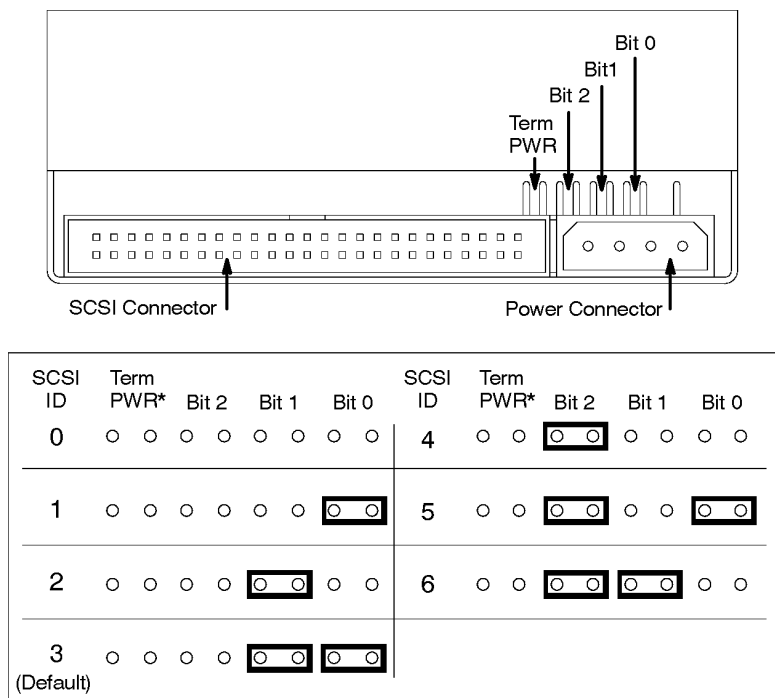 Bit 0
Bit1
Bit 2
Term
PWR
SCSI Connector
Power Connector
SCSI ID Term PWR* Bit 2 Bit 1 Bit 0
0
1
2
3
(Default)
SCSI ID Term PWR* Bit 2 Bit 1 Bit 0
4
5
6